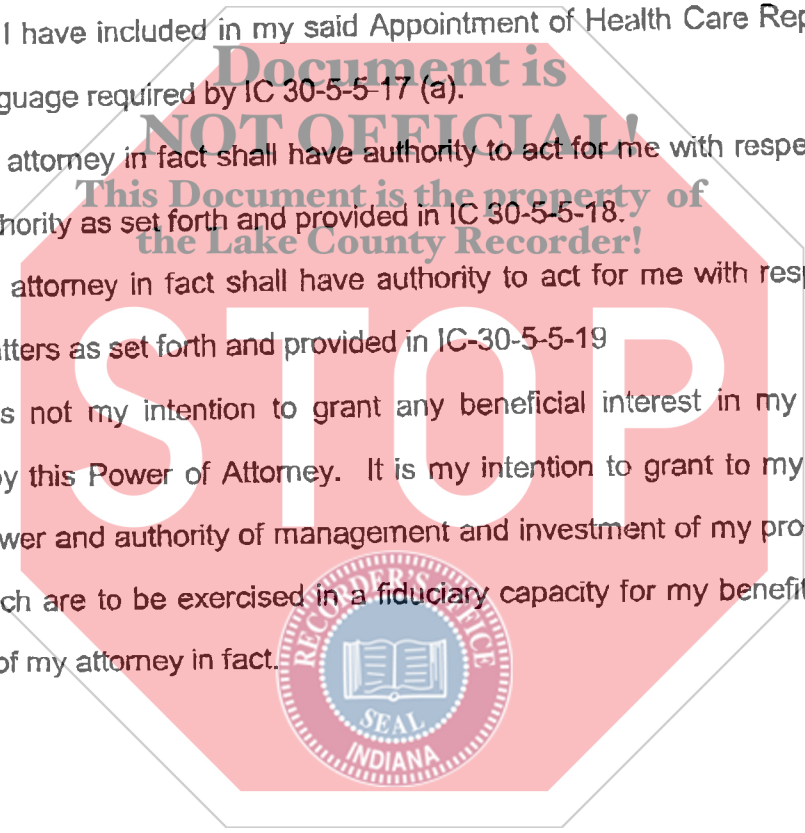 I have included in my said Appointment of Health Care Rep
Document is
guage required by IC 30-5-5-17 (a).
NOT OFFICIAL!
attorney in fact shall have authority to act for me with respe
This Document is the property of
hority as set forth and provided in IC 30-5-5-18.
the Lake County Recorder!
attorney in fact shall have authority to act for me with resp
tters as set forth and provided in IC-30-5-5-19
STOP
s not my intention to grant any beneficial interest in my
by this Power of Attorney. It is my intention to grant to my
wer and authority of management and investment of my pro
ch are to be exercised in a fiduciary capacity for my benefit
of my attorney in fact.
RECORDER'S OFFICE
SEAL
INDIANA